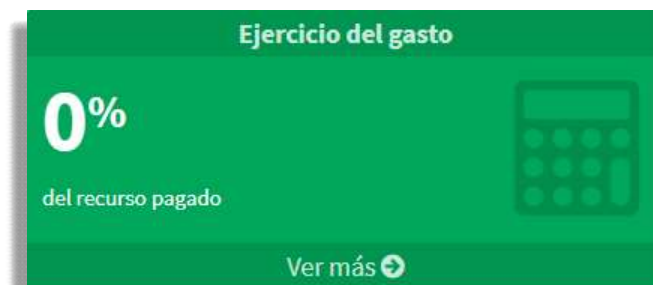 Ejercicio del gasto
0%
del recurso pagado
Ver más